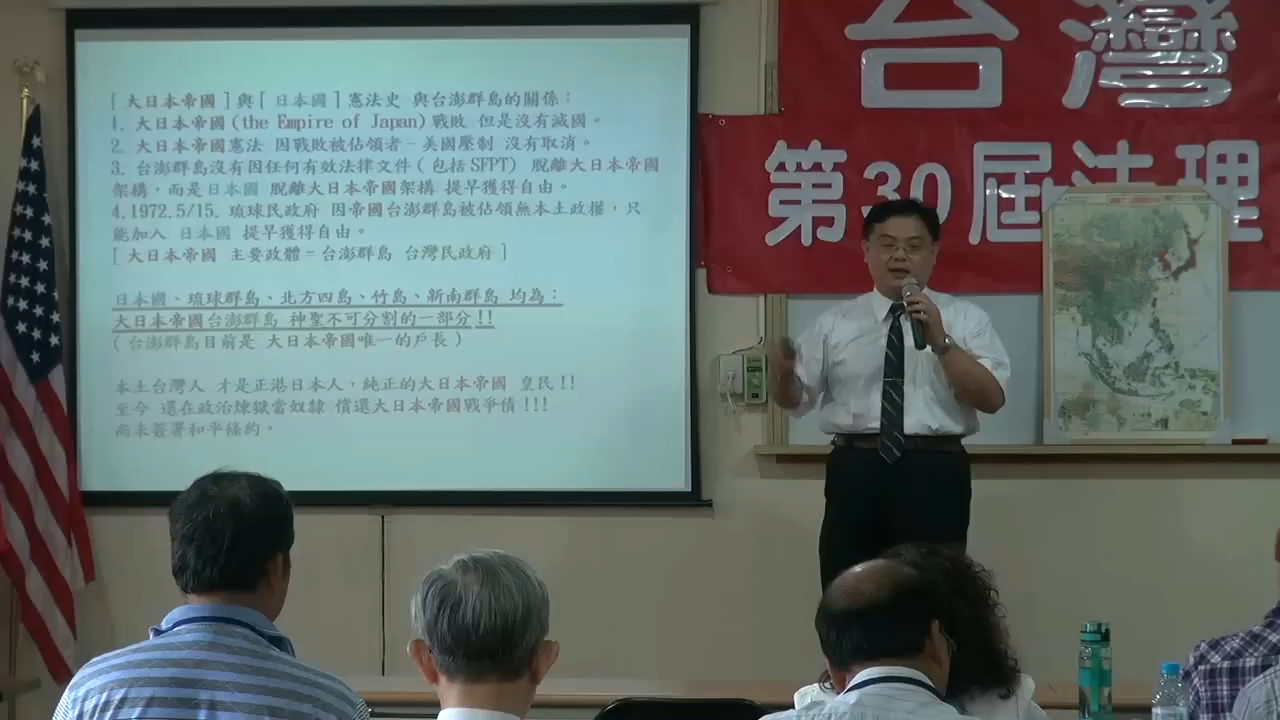 [ 大日本帝國 ] 與 [ 日本國 ] 憲法史 與台澎群島的關係：
1. 大日本帝國 (the Empire of Japan) 戰敗 但是沒有滅國。
2. 大日本帝國憲法 因戰敗被佔領者－美國壓制 沒有取消。
3. 台澎群島沒有因任何有效法律文件 ( 包括 SFPT) 脫離大日本帝國
架構，而是日本國 脫離大日本帝國架構 提早獲得自由。
4.1972.5/15. 琉球民政府 因帝國台澎群島被佔領無本土政權，只
能加入 日本國 提早獲得自由。
[ 大日本帝國 主要政體＝台澎群島 台灣民政府 ]
日本國、琉球群島、北方四島、竹島、新南群島 均為：
大日本帝國台澎群島 神聖不可分割的一部分 !!
( 台澎群島目前是 大日本帝國唯一的戶長 )
本土台灣人 才是正港日本人，純正的大日本帝國 皇民 !!
至今 還在政治煉獄當奴隸 償還大日本帝國戰爭債 !!!
尚未簽署和平條約。
台灣
第30屆法理